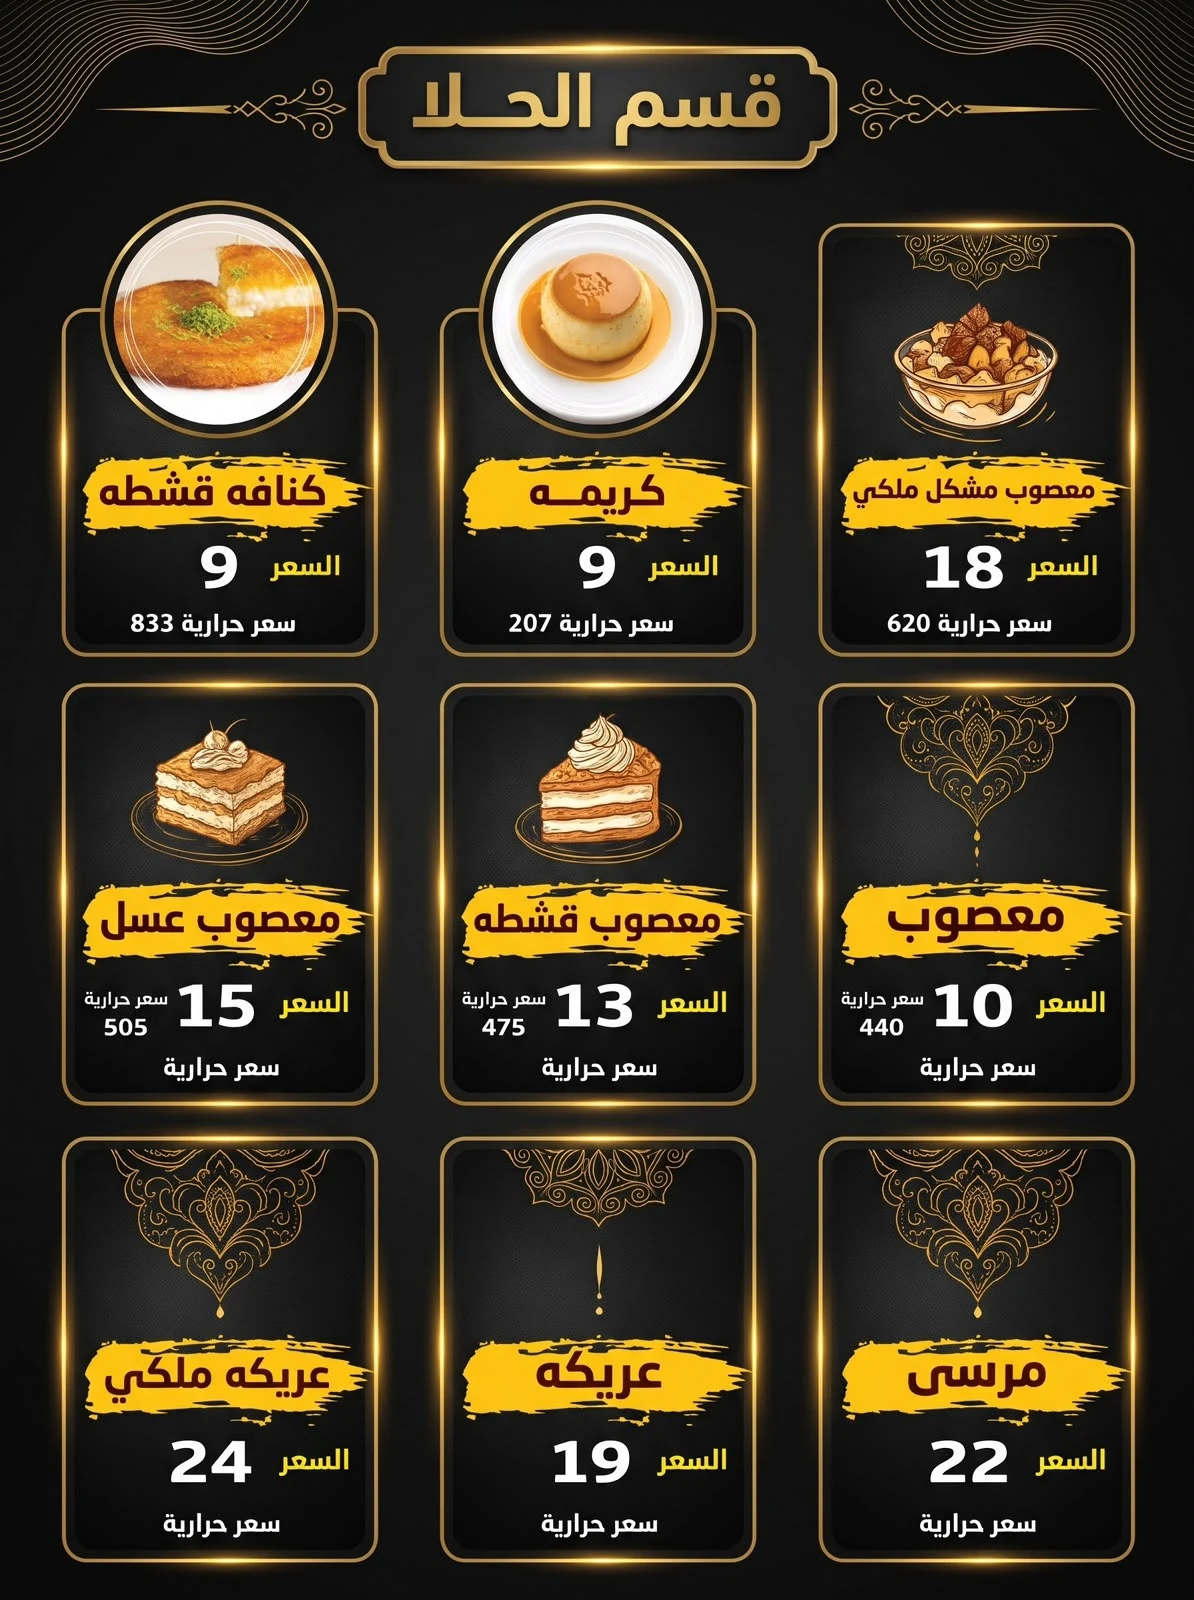 قسم الحلا
معصوب مشكل ملكي
السعر 18
سعر حرارية 620
كريمـه
السعر 9
سعر حرارية 207
كنافه قشطه
السعر 9
سعر حرارية 833
معصوب
السعر 10 سعر حرارية
440
سعر حرارية
معصوب قشطه
السعر 13 سعر حرارية
475
سعر حرارية
معصوب عسل
السعر 15 سعر حرارية
505
سعر حرارية
مرسى
السعر 22
سعر حرارية
عريكه
السعر 19
سعر حرارية
عريكه ملكي
السعر 24
سعر حرارية